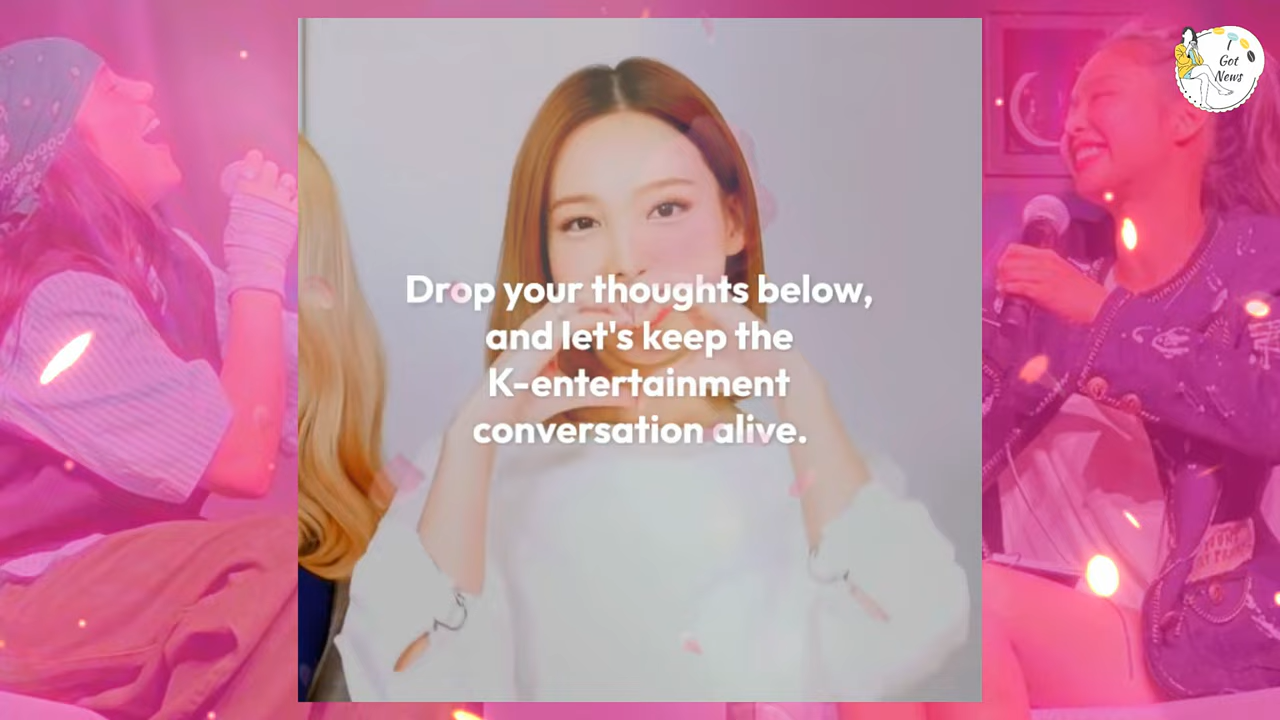 I
Got
News
Drop your thoughts below,
and let's keep the
K-entertainment
conversation alive.